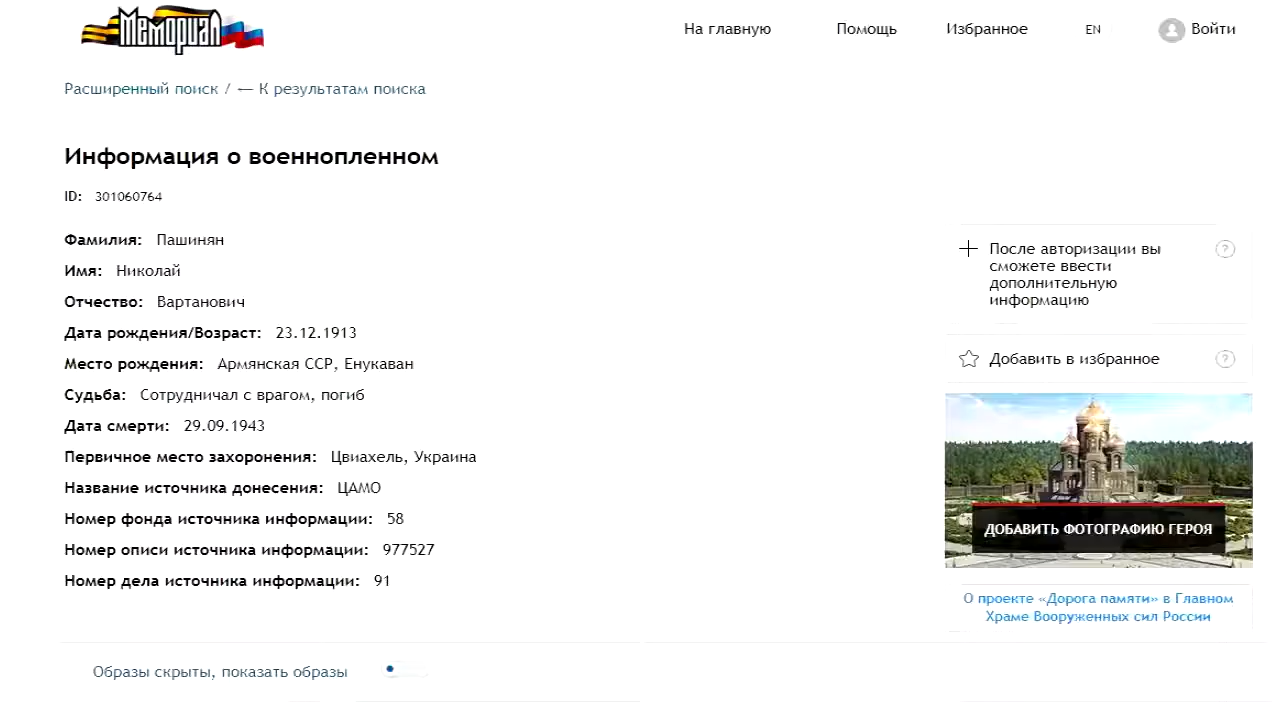 Мемориал
На главную Помощь Избранное EN Войти
Расширенный поиск / ← К результатам поиска
Информация о военнопленном
ID: 301060764
Фамилия: Пашинян
Имя: Николай
Отчество: Вартанович
Дата рождения/Возраст: 23.12.1913
Место рождения: Армянская ССР, Енукаван
Судьба: Сотрудничал с врагом, погиб
Дата смерти: 29.09.1943
Первичное место захоронения: Цвиахель, Украина
Название источника донесения: ЦАМО
Номер фонда источника информации: 58
Номер описи источника информации: 977527
Номер дела источника информации: 91
После авторизации вы
сможете ввести
дополнительную
информацию
?
Добавить в избранное
?
ДОБАВИТЬ ФОТОГРАФИЮ ГЕРОЯ
О проекте «Дорога памяти» в Главном
Храме Вооруженных сил России
Образы скрыты, показать образы